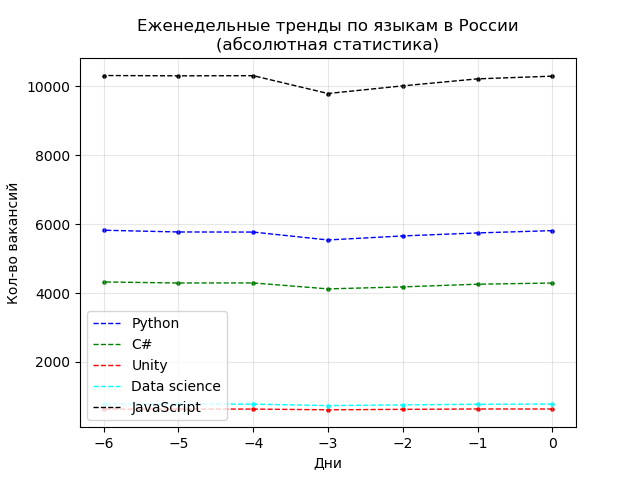 Еженедельные тренды по языкам в России
(абсолютная статистика)
Кол-во вакансий
10000
8000
6000
4000
2000
Python
C#
Unity
Data science
JavaScript
−6
−5
−4
−3
−2
−1
0
Дни